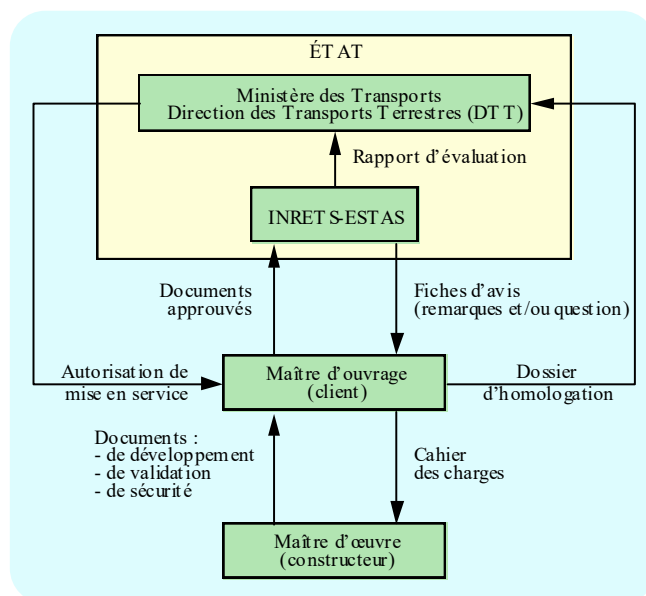 ÉTAT
Ministère des Transports
Direction des Transports Terrestres (DTT)
Rapport d'évaluation
INRETS-ESTAS
Documents
approuvés
Fiches d'avis
(remarques et/ou question)
Autorisation de
mise en service
Maître d'ouvrage
(client)
Dossier
d'homologation
Documents :
- de développement
- de validation
- de sécurité
Cahier
des charges
Maître d'œuvre
(constructeur)